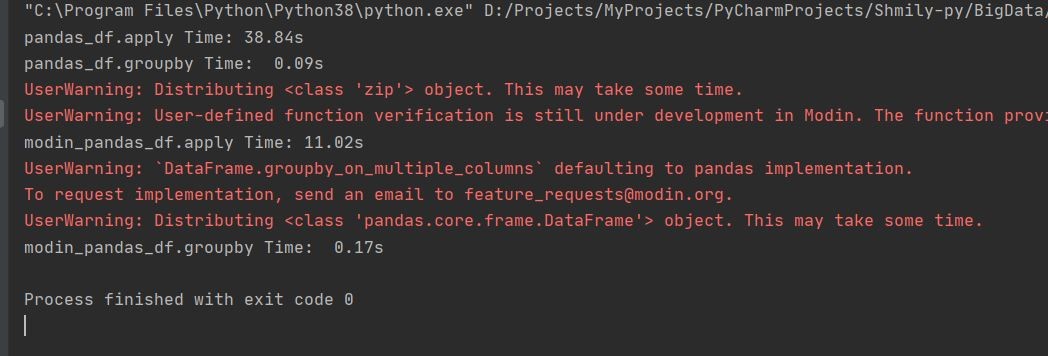 "C:\Program Files\Python\Python38\python.exe" D:/Projects/MyProjects/PyCharmProjects/Shmily-py/BigData/
pandas_df.apply Time: 38.84s
pandas_df.groupby Time:  0.09s
UserWarning: Distributing <class 'zip'> object. This may take some time.
UserWarning: User-defined function verification is still under development in Modin. The function provi
modin_pandas_df.apply Time: 11.02s
UserWarning: `DataFrame.groupby_on_multiple_columns` defaulting to pandas implementation.
To request implementation, send an email to feature_requests@modin.org.
UserWarning: Distributing <class 'pandas.core.frame.DataFrame'> object. This may take some time.
modin_pandas_df.groupby Time:  0.17s
Process finished with exit code 0